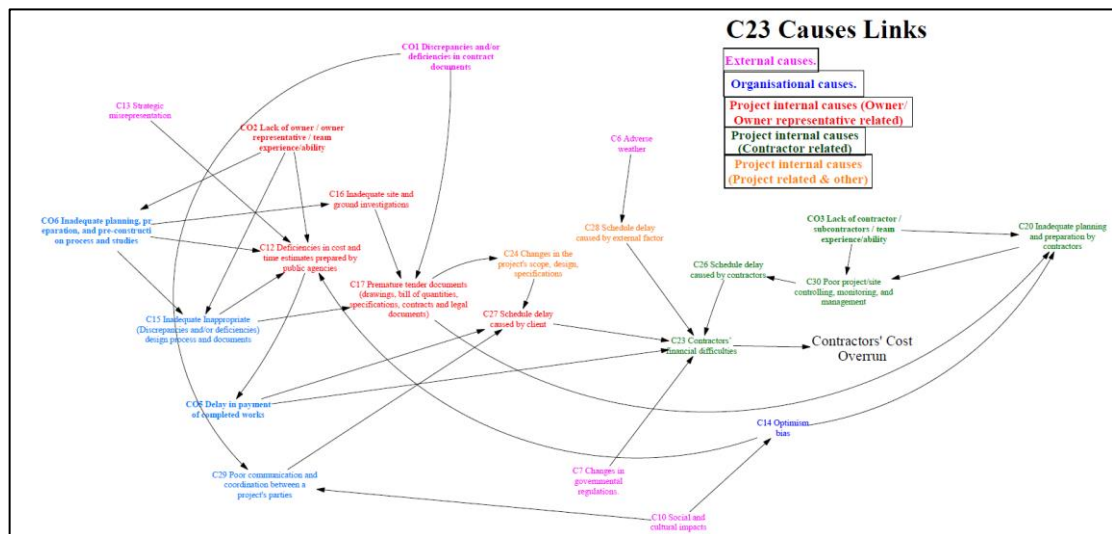 C23 Causes Links
External causes.
Organisational causes.
Project internal causes (Owner/
Owner representative related)
Project internal causes
(Contractor related)
Project internal causes
(Project related & other)
CO1 Discrepancies and/or
deficiencies in contract
documents
C13 Strategic
misrepresentation
CO2 Lack of owner / owner
representative / team
experience/ability
C6 Adverse
weather
C16 Inadequate site and
ground investigations
CO6 Inadequate planning, pr
eparation, and pre-constructi
on process and studies
C12 Deficiencies in cost and
time estimates prepared by
public agencies
C28 Schedule delay
caused by external factor
CO3 Lack of contractor /
subcontractors / team
experience/ability
C20 Inadequate planning
and preparation by
contractors
C24 Changes in the
project's scope, design,
specifications
C26 Schedule delay
caused by contractors
C30 Poor project/site
controlling, monitoring, and
management
C17 Premature tender documents
(drawings, bill of quantities,
specifications, contracts and legal
documents)
C15 Inadequate Inappropriate
(Discrepancies and/or deficiencies)
design process and documents
C27 Schedule delay
caused by client
C23 Contractors'
financial difficulties
Contractors' Cost
Overrun
CO5 Delay in payment
of completed works
C14 Optimism
bias
C29 Poor communication and
coordination between a
project's parties
C7 Changes in
governmental
regulations.
C10 Social and
cultural impacts